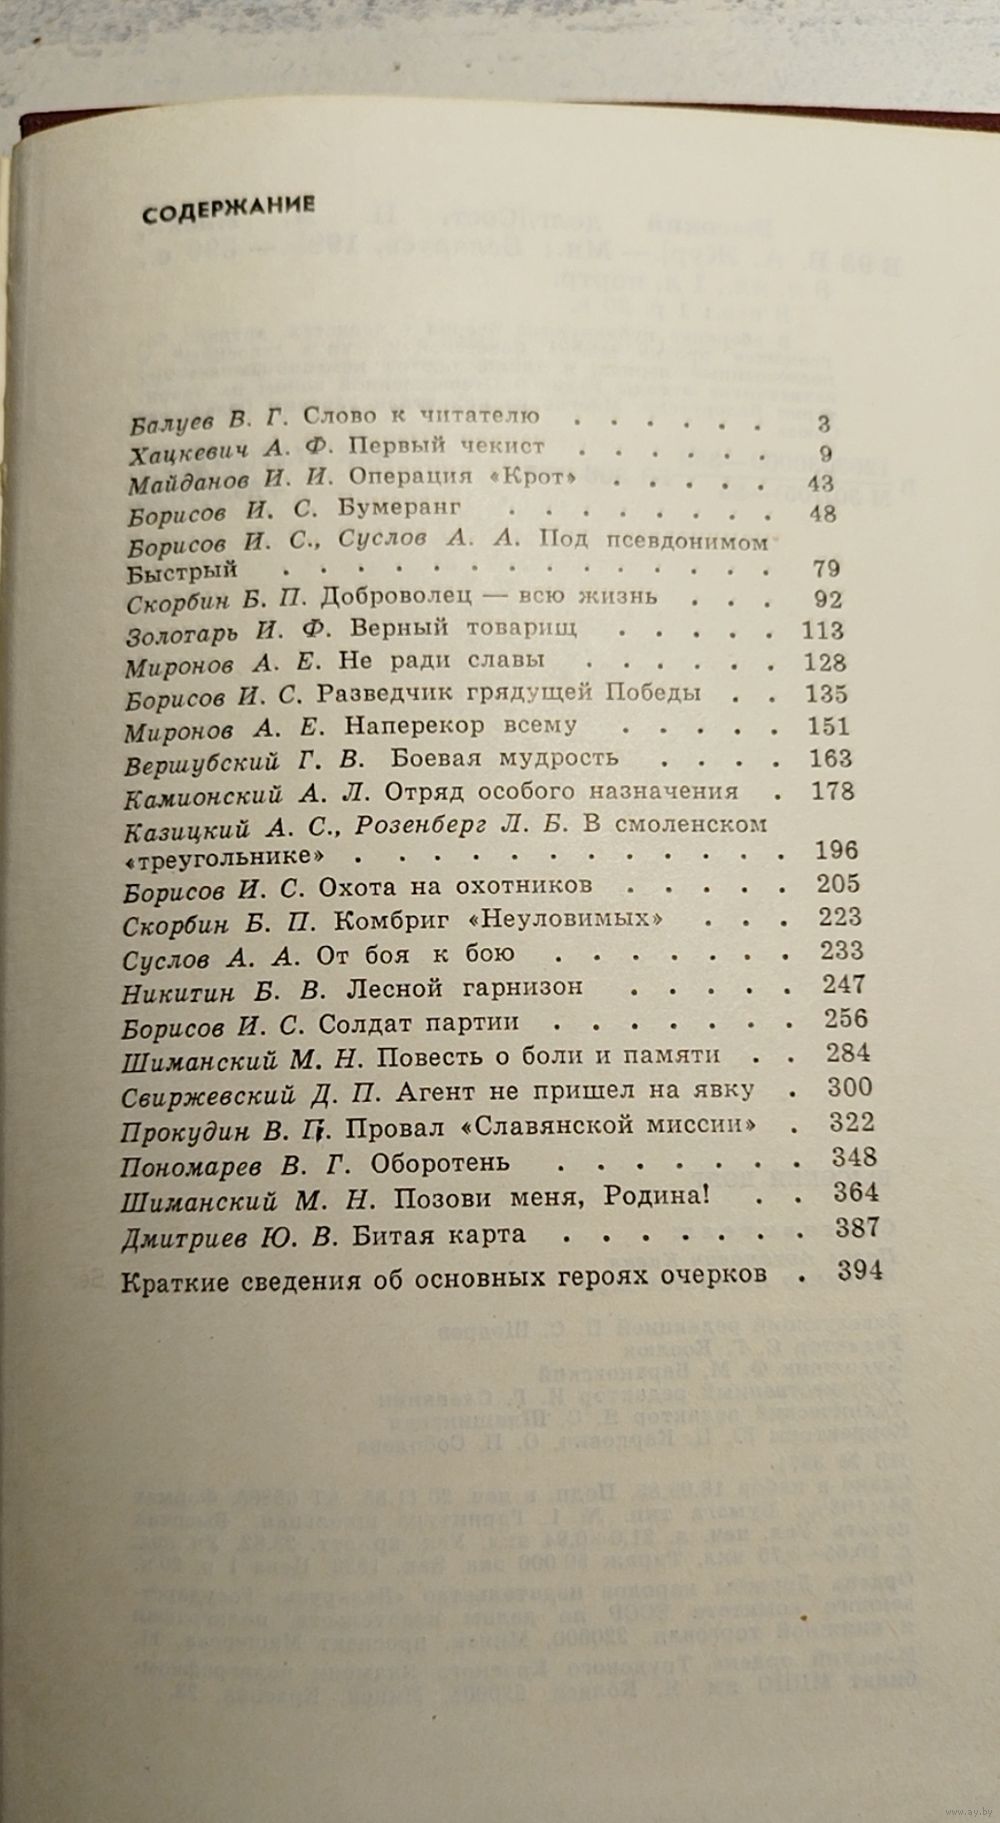 СОДЕРЖАНИЕ
Балуев В. Г. Слово к читателю . . . . . . 3
Хацкевич А. Ф. Первый чекист . . . . . . 9
Майданов И. И. Операция «Крот» . . . . . 43
Борисов И. С. Бумеранг . . . . . . . . 48
Борисов И. С., Суслов А. А. Под псевдонимом
Быстрый . . . . . . . . . . . . . . 79
Скорбин Б. П. Доброволец — всю жизнь . . . 92
Золотарь И. Ф. Верный товарищ . . . . . 113
Миронов А. Е. Не ради славы . . . . . . 128
Борисов И. С. Разведчик грядущей Победы . . 135
Миронов А. Е. Наперекор всему . . . . . 151
Вершубский Г. В. Боевая мудрость . . . . 163
Камионский А. Л. Отряд особого назначения . 178
Казицкий А. С., Розенберг Л. Б. В смоленском
«треугольнике» . . . . . . . . . . . . 196
Борисов И. С. Охота на охотников . . . . . 205
Скорбин Б. П. Комбриг «Неуловимых» . . . 223
Суслов А. А. От боя к бою . . . . . . . 233
Никитин Б. В. Лесной гарнизон . . . . . 247
Борисов И. С. Солдат партии . . . . . . . 256
Шиманский М. Н. Повесть о боли и памяти . . 284
Свиржевский Д. П. Агент не пришел на явку . 300
Прокудин В. П. Провал «Славянской миссии» . 322
Пономарев В. Г. Оборотень . . . . . . . 348
Шиманский М. Н. Позови меня, Родина! . . 364
Дмитриев Ю. В. Битая карта . . . . . . . 387
Краткие сведения об основных героях очерков . 394
www.ay.by